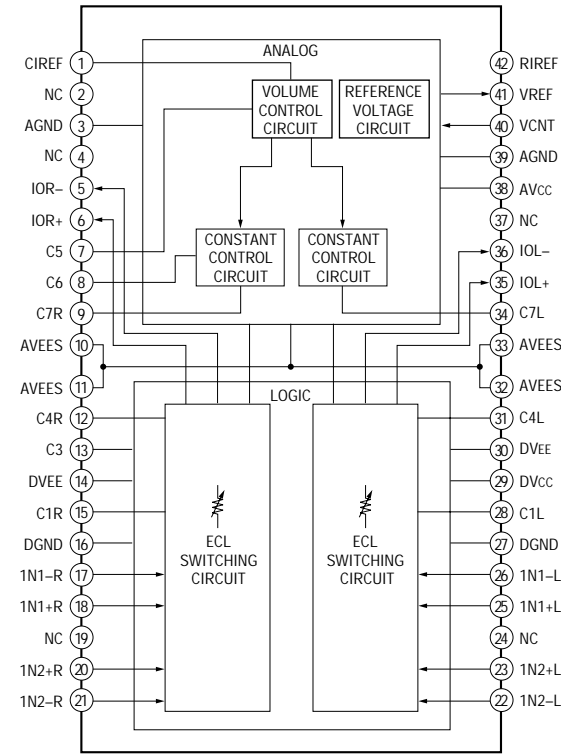 ANALOG
CIREF 1
NC 2
AGND 3
NC 4
IOR− 5
IOR+ 6
C5 7
C6 8
C7R 9
AVEES 10
AVEES 11
C4R 12
C3 13
DVEE 14
C1R 15
DGND 16
1N1−R 17
1N1+R 18
NC 19
1N2+R 20
1N2−R 21
VOLUME
CONTROL
CIRCUIT
REFERENCE
VOLTAGE
CIRCUIT
CONSTANT
CONTROL
CIRCUIT
CONSTANT
CONTROL
CIRCUIT
LOGIC
ECL
SWITCHING
CIRCUIT
ECL
SWITCHING
CIRCUIT
42 RIREF
41 VREF
40 VCNT
39 AGND
38 AVCC
37 NC
36 IOL−
35 IOL+
34 C7L
33 AVEES
32 AVEES
31 C4L
30 DVEE
29 DVCC
28 C1L
27 DGND
26 1N1−L
25 1N1+L
24 NC
23 1N2+L
22 1N2−L